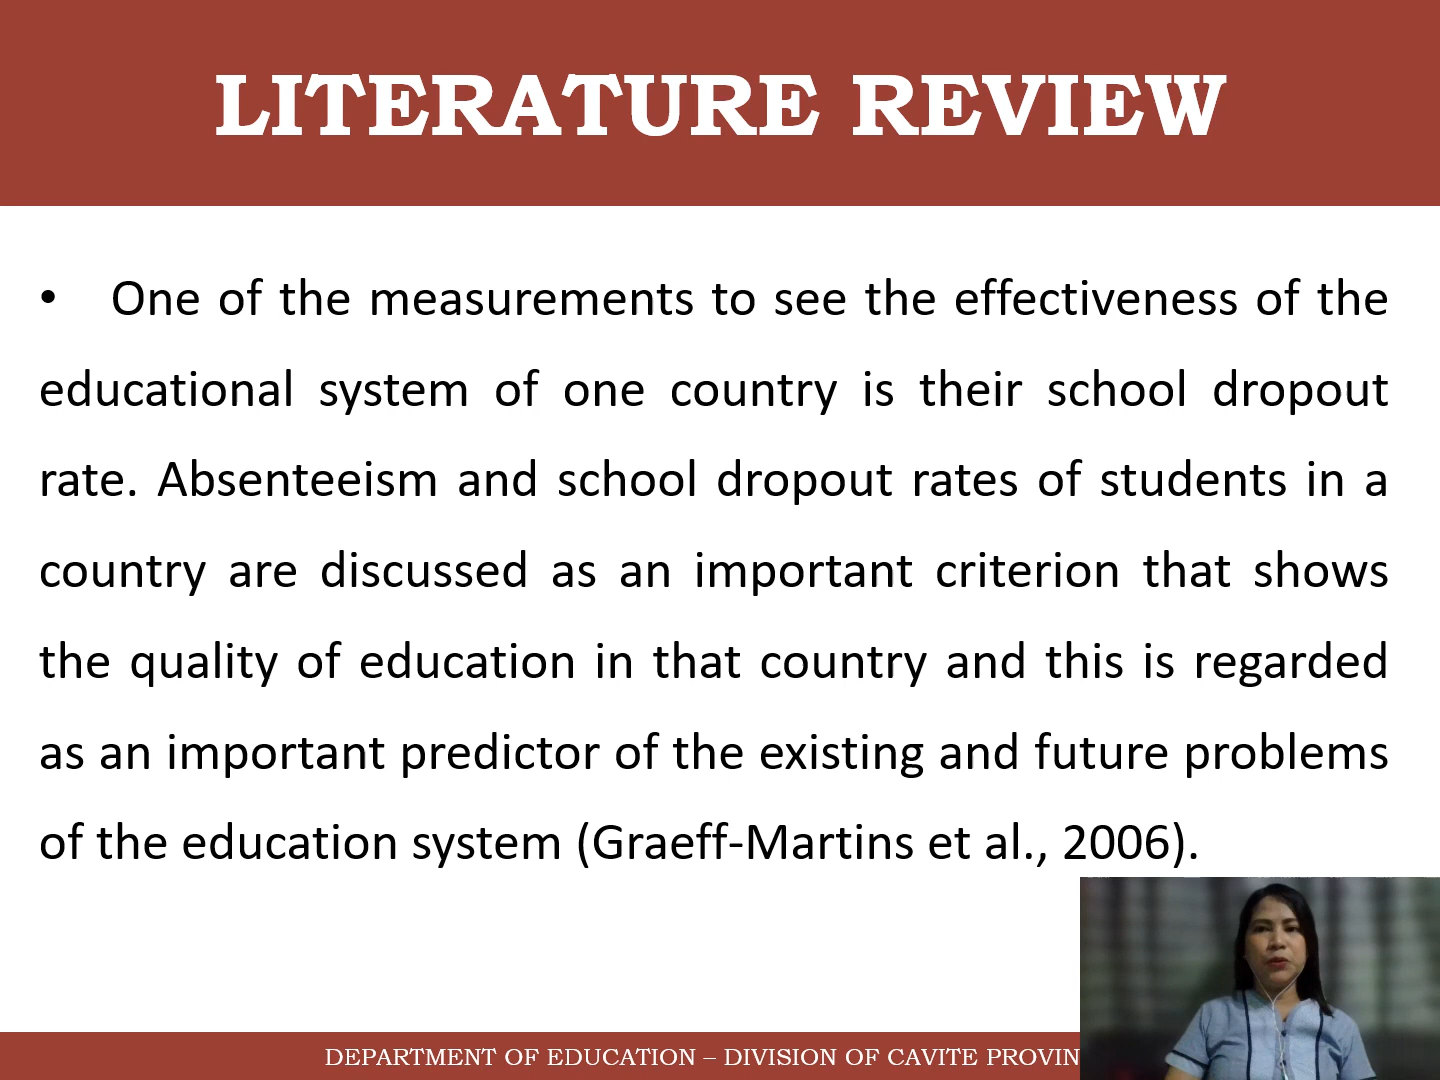 LITERATURE REVIEW
• One of the measurements to see the effectiveness of the
educational system of one country is their school dropout
rate. Absenteeism and school dropout rates of students in a
country are discussed as an important criterion that shows
the quality of education in that country and this is regarded
as an important predictor of the existing and future problems
of the education system (Graeff-Martins et al., 2006).
DEPARTMENT OF EDUCATION – DIVISION OF CAVITE PROVIN